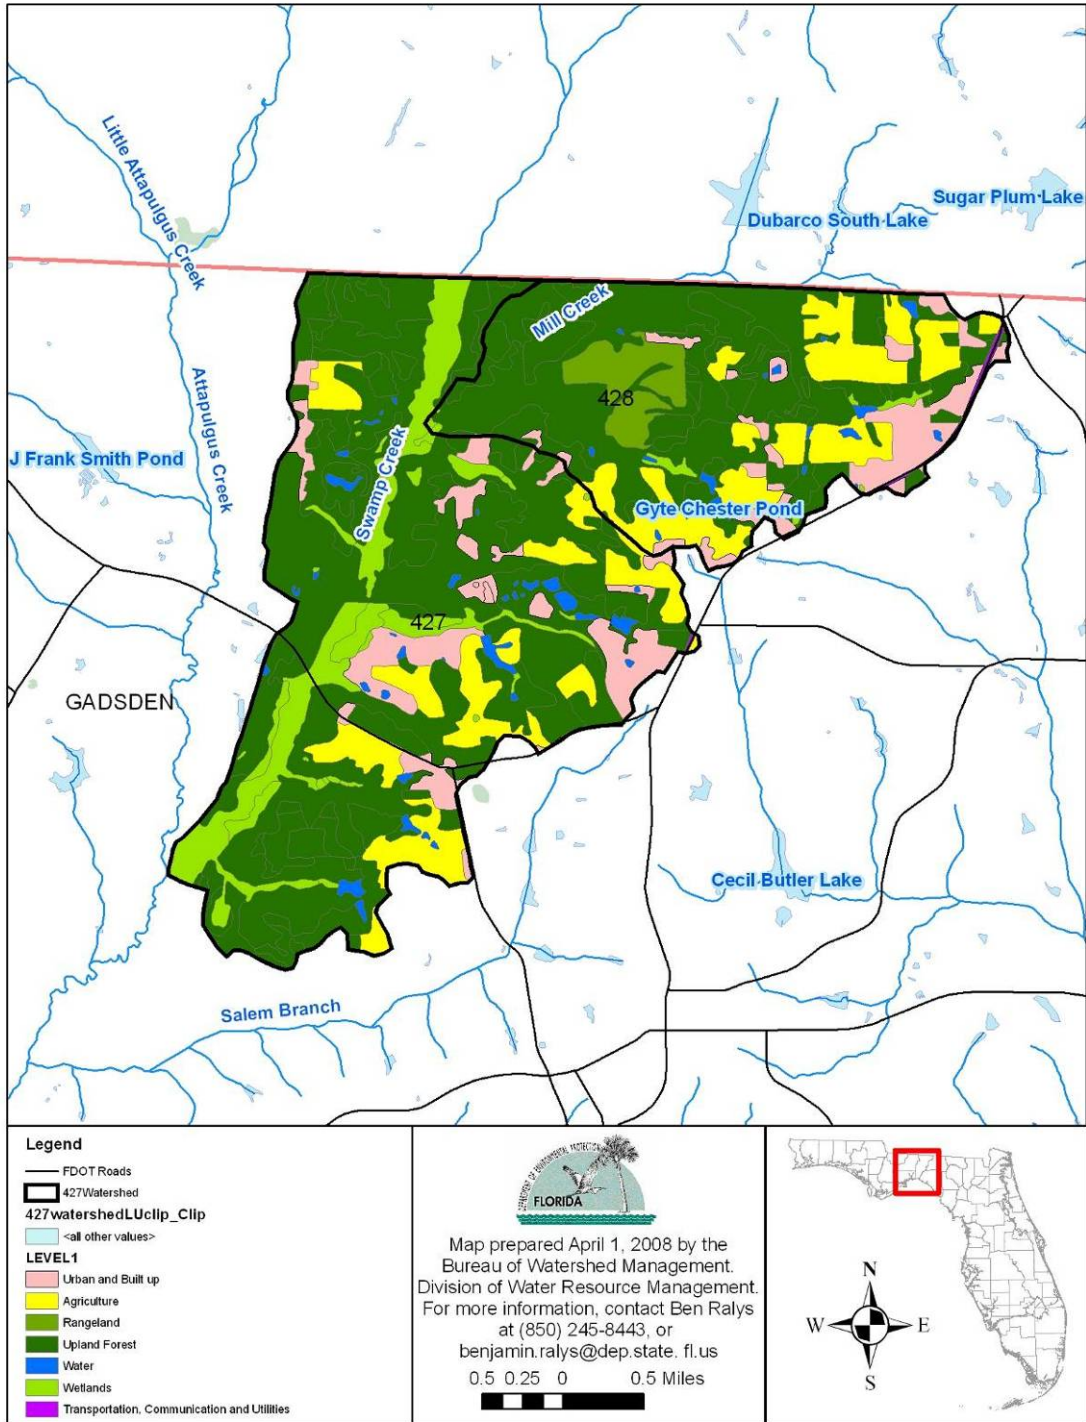 Little Attapulgus Creek
Sugar Plum Lake
Dubarco South Lake
Mill Creek
Attapulgus Creek
428
J Frank Smith Pond
Swamp Creek
Gyte Chester Pond
427
GADSDEN
Cecil Butler Lake
Salem Branch
Legend
FDOT Roads
427Watershed
427watershedLUclip_Clip
<all other values>
LEVEL1
Urban and Built up
Agriculture
Rangeland
Upland Forest
Water
Wetlands
Transportation, Communication and Utilities
DEPARTMENT OF ENVIRONMENTAL PROTECTION
FLORIDA
Map prepared April 1, 2008 by the
Bureau of Watershed Management.
Division of Water Resource Management.
For more information, contact Ben Ralys
at (850) 245-8443, or
benjamin.ralys@dep.state. fl.us
0.5 0.25 0 0.5 Miles
N
W E
S